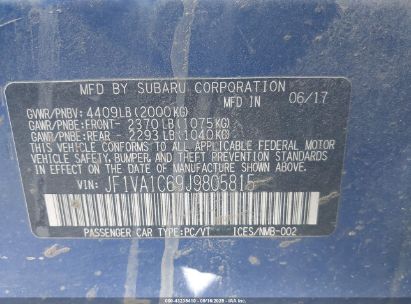 MFD BY SUBARU CORPORATION
MFD IN 06/17
GVWR/PNBV: 4409LB(2000KG)
GAWR/PNBE:FRONT- 2370LB(1075KG)
GAWR/PNBE:REAR- 2293LB(1040KG)
THIS VEHICLE CONFORMS TO ALL APPLICABLE FEDERAL MOTOR
VEHICLE SAFETY, BUMPER, AND THEFT PREVENTION STANDARDS
IN EFFECT ON THE DATE OF MANUFACTURE SHOWN ABOVE.
VIN: JF1VA1C69J9805815
PASSENGER CAR TYPE:PC/VT ICES/NMB-002